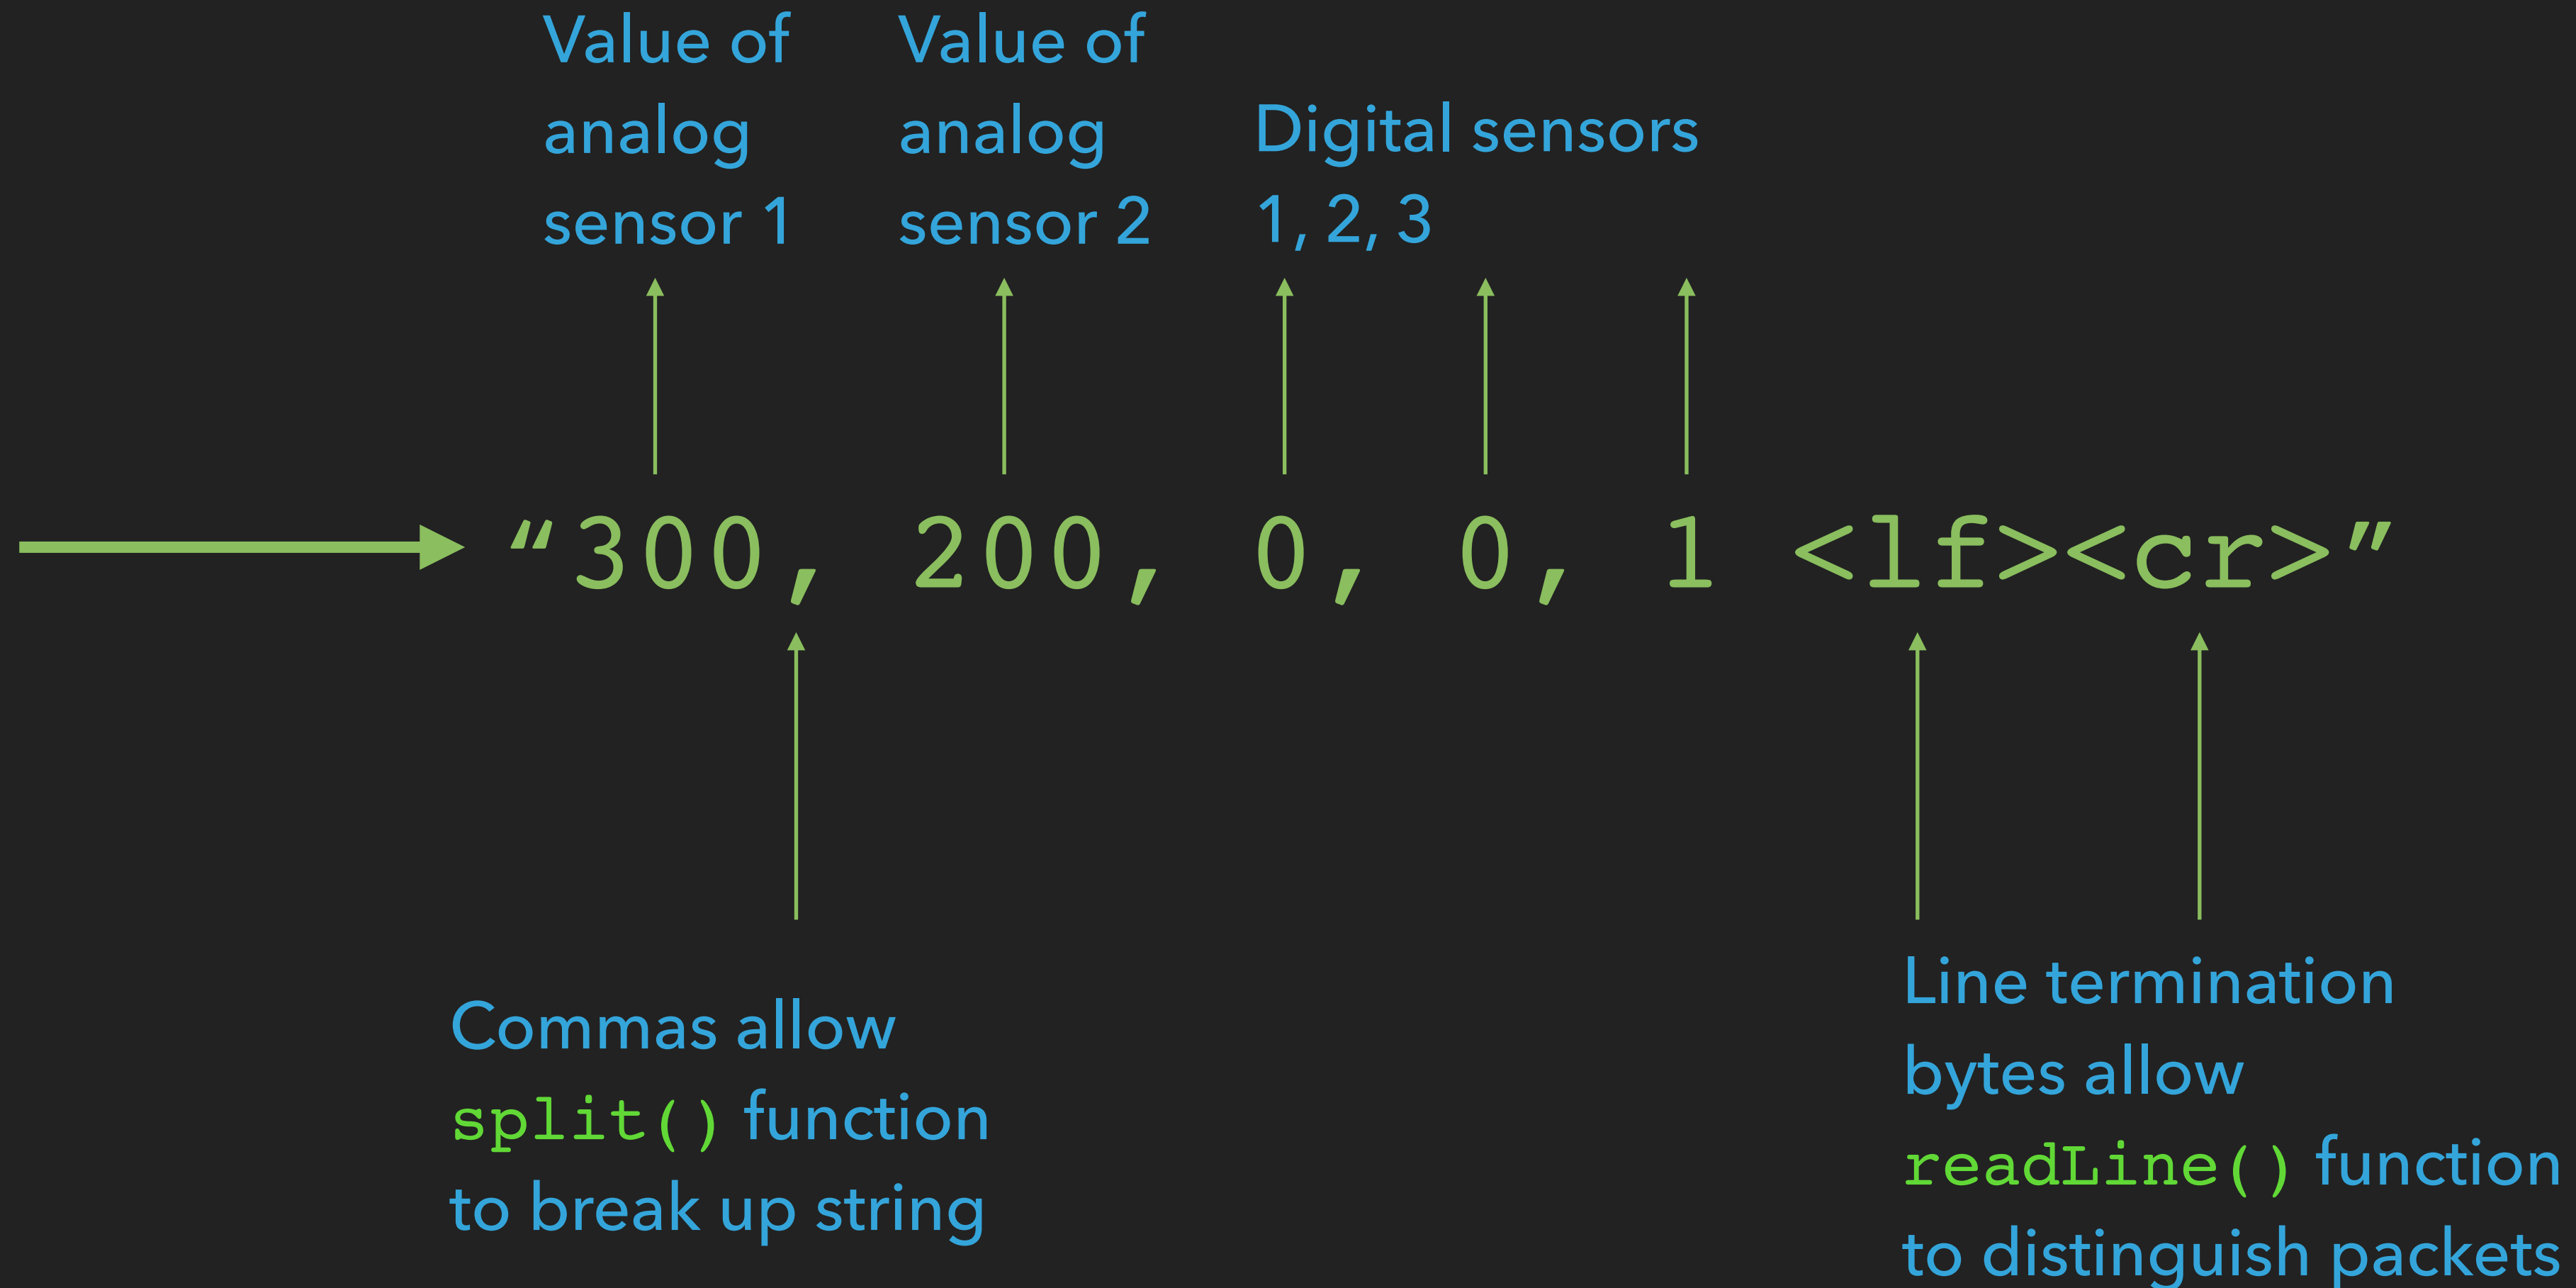 Value of
analog
sensor 1
Value of
analog
sensor 2
Digital sensors
1, 2, 3
“300, 200, 0, 0, 1 <lf><cr>”
Commas allow
split() function
to break up string
Line termination
bytes allow
readLine() function
to distinguish packets